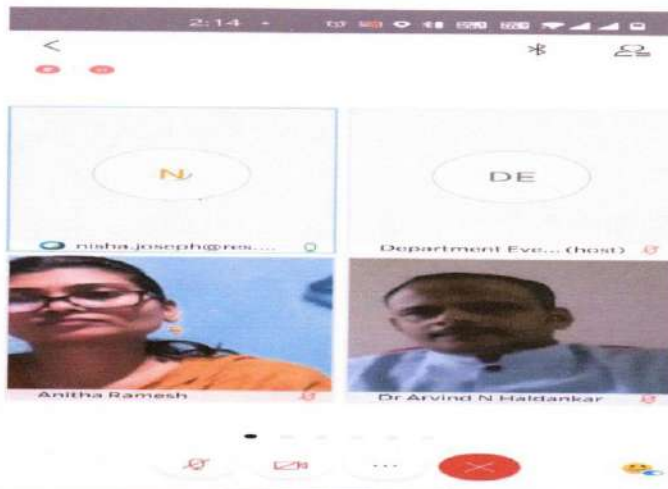 2:14
N
DE
nisha.joseph@res....
Department Eve... (host)
Anitha Ramesh
Dr Arvind N Haldankar